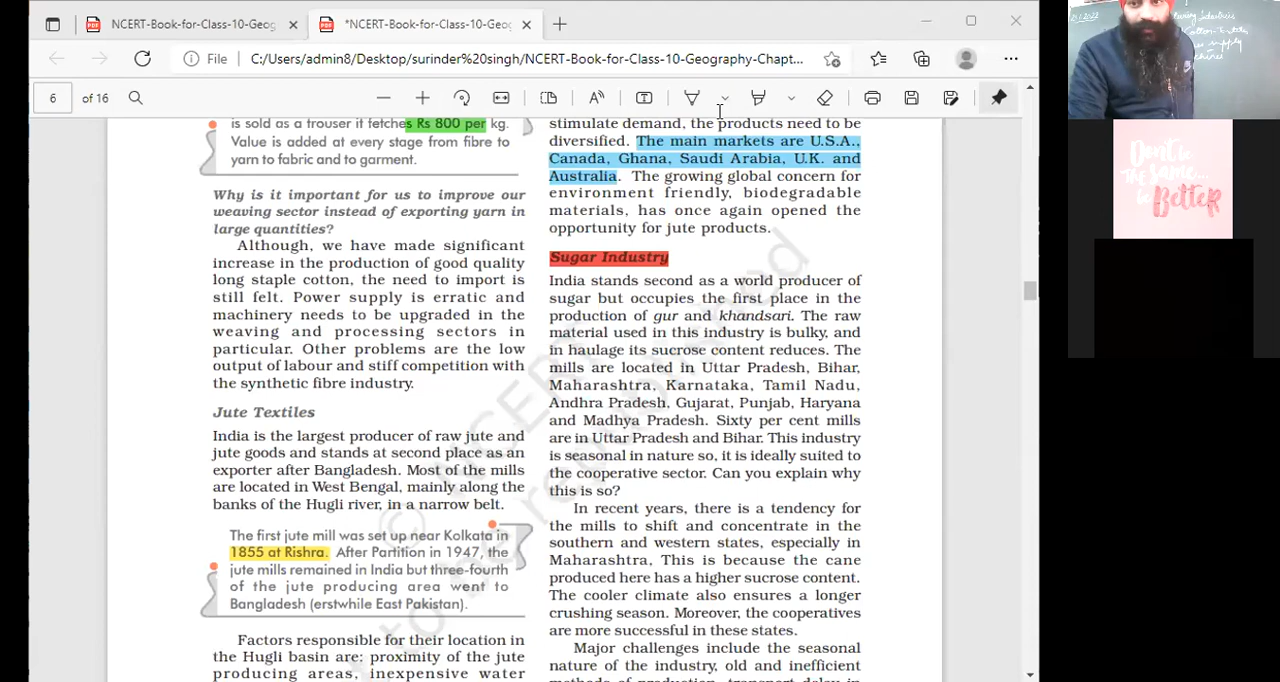 NCERT-Book-for-Class-10-Geog
*NCERT-Book-for-Class-10-Geog
File
C:/Users/admin8/Desktop/surinder%20singh/NCERT-Book-for-Class-10-Geography-Chapt...
6 of 16
is sold as a trouser it fetches Rs 800 per kg.
Value is added at every stage from fibre to
yarn to fabric and to garment.
Why is it important for us to improve our
weaving sector instead of exporting yarn in
large quantities?
Although, we have made significant
increase in the production of good quality
long staple cotton, the need to import is
still felt. Power supply is erratic and
machinery needs to be upgraded in the
weaving and processing sectors in
particular. Other problems are the low
output of labour and stiff competition with
the synthetic fibre industry.
Jute Textiles
India is the largest producer of raw jute and
jute goods and stands at second place as an
exporter after Bangladesh. Most of the mills
are located in West Bengal, mainly along the
banks of the Hugli river, in a narrow belt.
The first jute mill was set up near Kolkata in
1855 at Rishra. After Partition in 1947, the
jute mills remained in India but three-fourth
of the jute producing area went to
Bangladesh (erstwhile East Pakistan).
Factors responsible for their location in
the Hugli basin are: proximity of the jute
producing areas, inexpensive water
stimulate demand, the products need to be
diversified. The main markets are U.S.A.,
Canada, Ghana, Saudi Arabia, U.K. and
Australia. The growing global concern for
environment friendly, biodegradable
materials, has once again opened the
opportunity for jute products.
Sugar Industry
India stands second as a world producer of
sugar but occupies the first place in the
production of gur and khandsari. The raw
material used in this industry is bulky, and
in haulage its sucrose content reduces. The
mills are located in Uttar Pradesh, Bihar,
Maharashtra, Karnataka, Tamil Nadu,
Andhra Pradesh, Gujarat, Punjab, Haryana
and Madhya Pradesh. Sixty per cent mills
are in Uttar Pradesh and Bihar. This industry
is seasonal in nature so, it is ideally suited to
the cooperative sector. Can you explain why
this is so?
In recent years, there is a tendency for
the mills to shift and concentrate in the
southern and western states, especially in
Maharashtra, This is because the cane
produced here has a higher sucrose content.
The cooler climate also ensures a longer
crushing season. Moreover, the cooperatives
are more successful in these states.
Major challenges include the seasonal
nature of the industry, old and inefficient
methods of production, transport delay in
© NCERT
to be republished
Don't be
the same...
be
Better
supply